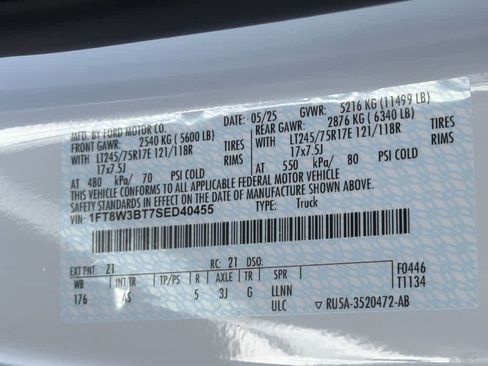 MFD. BY FORD MOTOR CO.
DATE: 05/25 GVWR: 5216 KG (11499 LB)
FRONT GAWR: 2540 KG (5600 LB) REAR GAWR: 2876 KG (6340 LB)
WITH LT245/75R17E 121/118R TIRES WITH LT245/75R17E 121/118R TIRES
17x7.5J RIMS 17x7.5J RIMS
AT 480 kPa/ 70 PSI COLD AT 550 kPa/ 80 PSI COLD
THIS VEHICLE CONFORMS TO ALL APPLICABLE FEDERAL MOTOR VEHICLE
SAFETY STANDARDS IN EFFECT ON THE DATE OF MANUFACTURE SHOWN ABOVE.
VIN: 1FT8W3BT7SED40455 TYPE: Truck
EXT PNT: 21 RC: 21 DSO: F0446
WB INT TR TP/PS R AXLE TR SPR T1134
176 5 3J G LLNN
ULC RU5A-3520472-AB